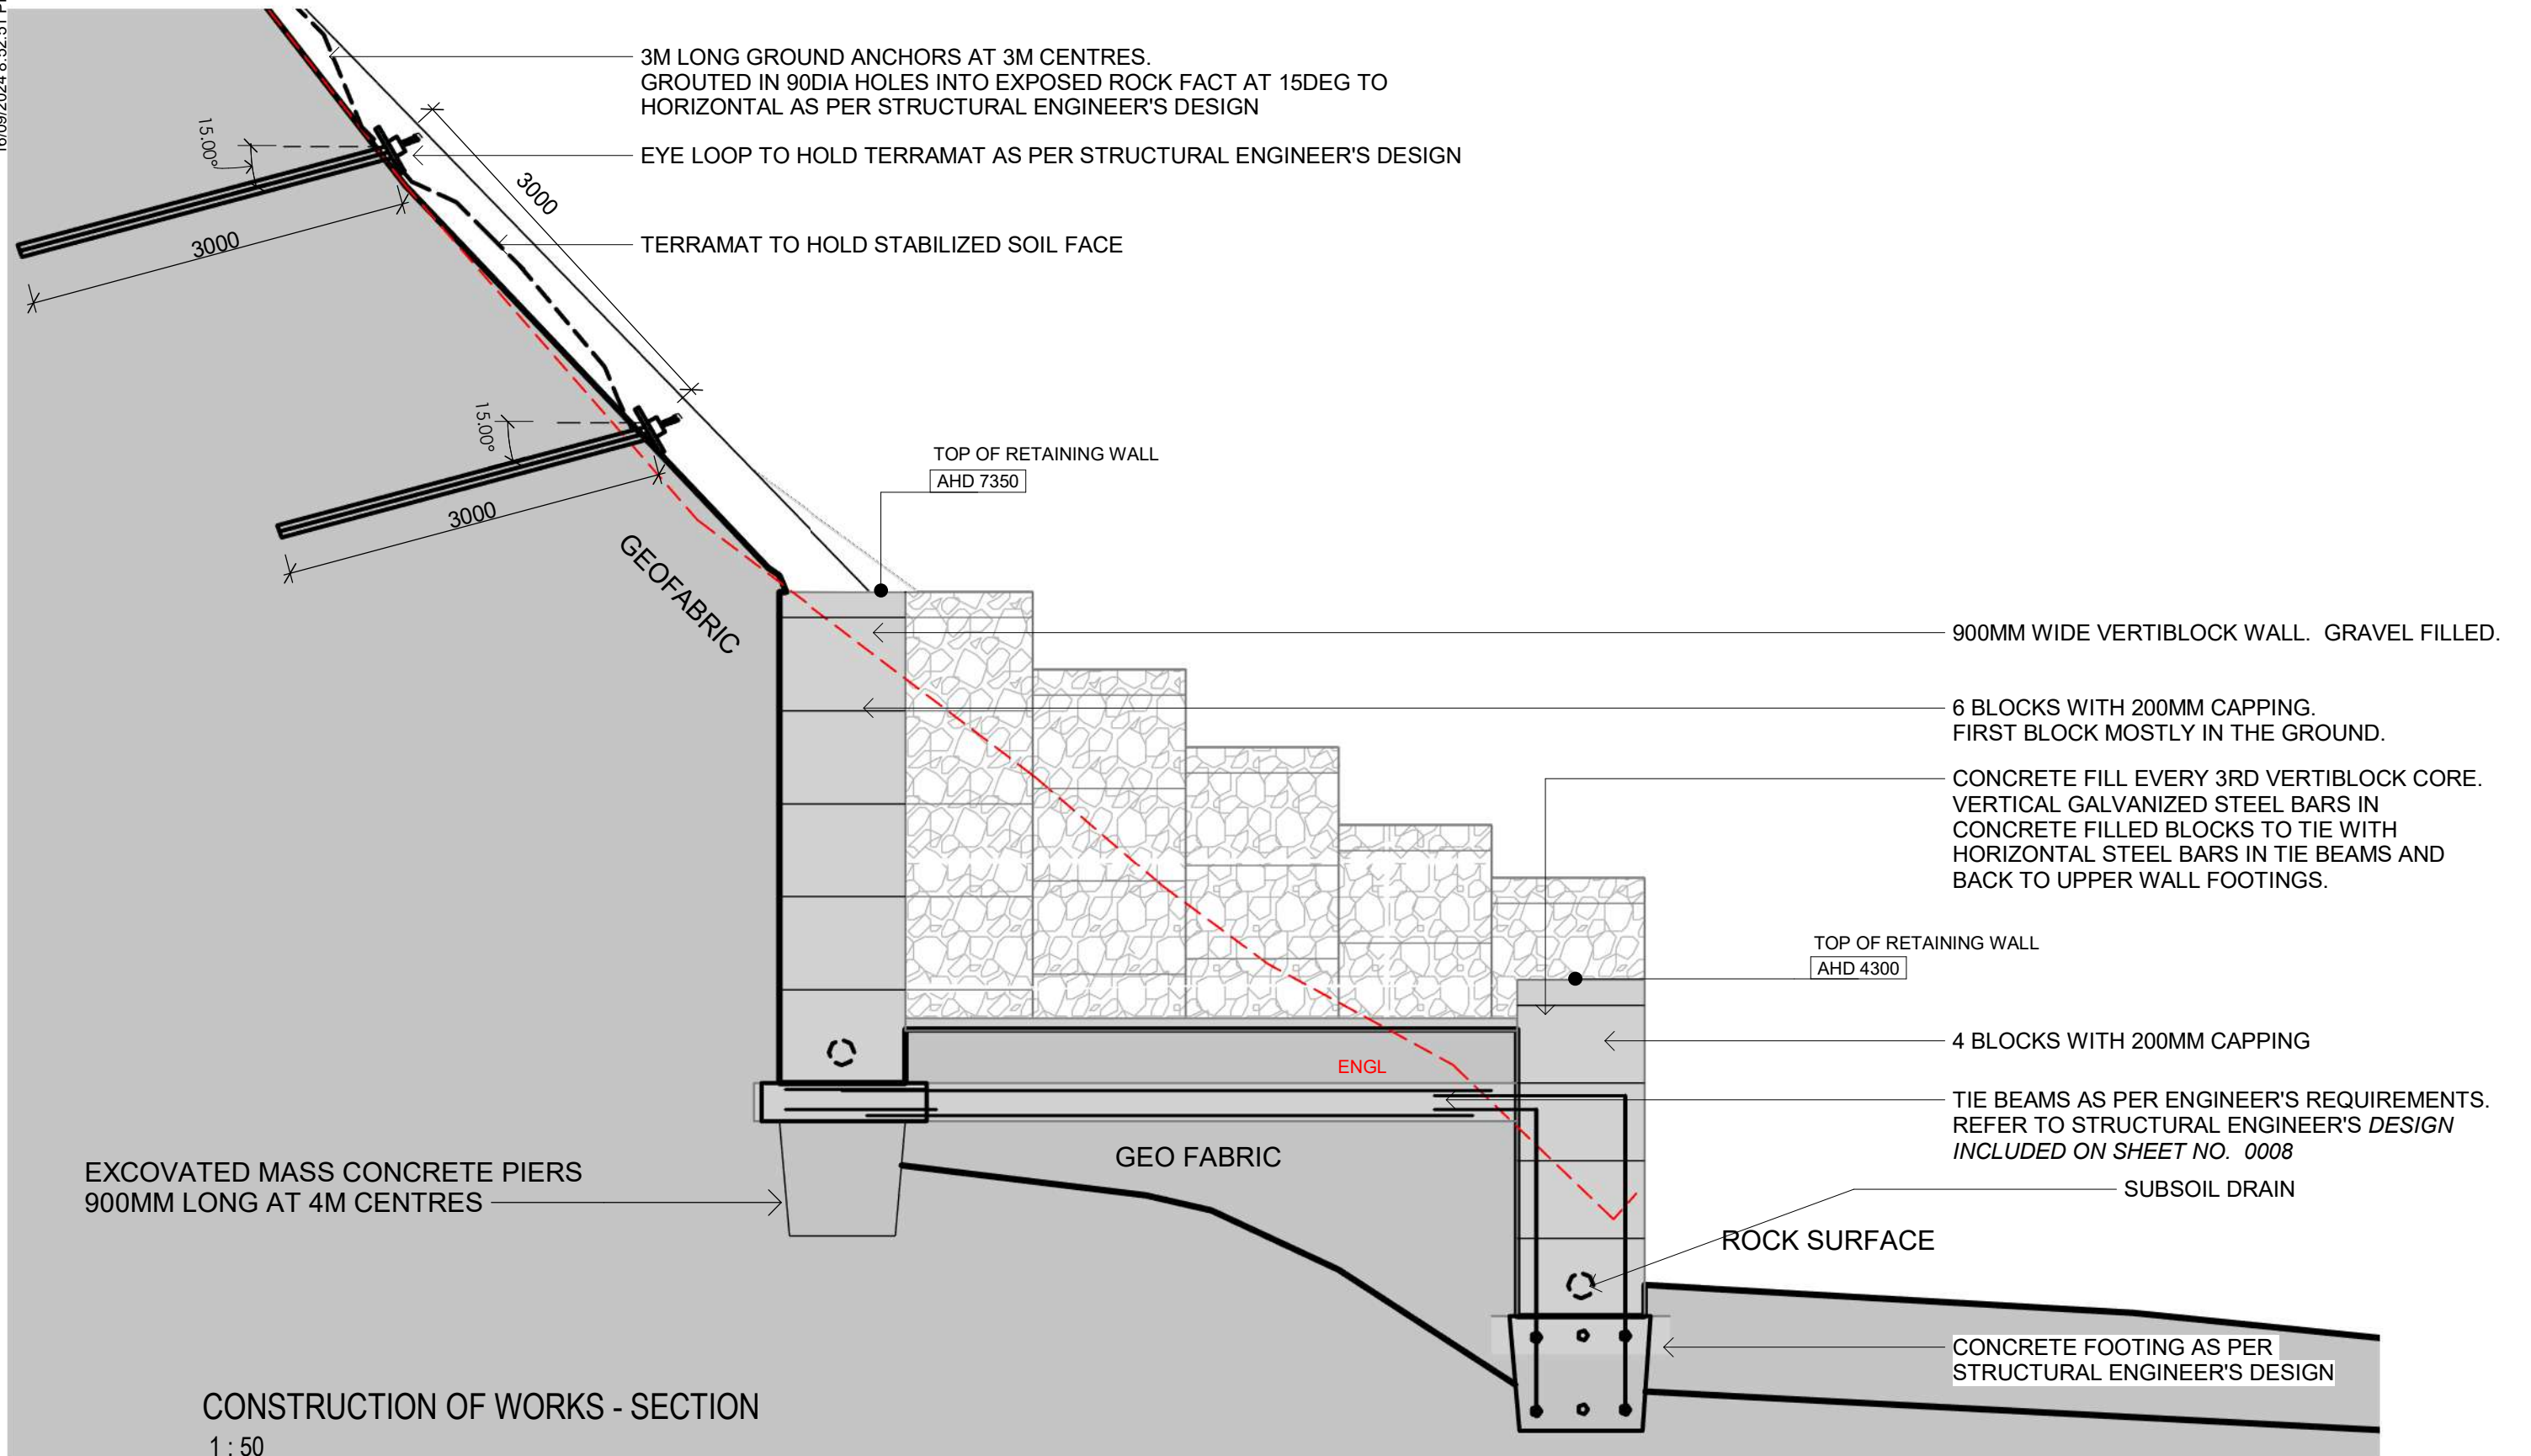 3M LONG GROUND ANCHORS AT 3M CENTRES.
GROUTED IN 90DIA HOLES INTO EXPOSED ROCK FACT AT 15DEG TO
HORIZONTAL AS PER STRUCTURAL ENGINEER'S DESIGN
15.00°
EYE LOOP TO HOLD TERRAMAT AS PER STRUCTURAL ENGINEER'S DESIGN
3000
3000
TERRAMAT TO HOLD STABILIZED SOIL FACE
15.00°
3000
TOP OF RETAINING WALL
AHD 7350
GEOFABRIC
900MM WIDE VERTIBLOCK WALL. GRAVEL FILLED.
6 BLOCKS WITH 200MM CAPPING.
FIRST BLOCK MOSTLY IN THE GROUND.
CONCRETE FILL EVERY 3RD VERTIBLOCK CORE.
VERTICAL GALVANIZED STEEL BARS IN
CONCRETE FILLED BLOCKS TO TIE WITH
HORIZONTAL STEEL BARS IN TIE BEAMS AND
BACK TO UPPER WALL FOOTINGS.
TOP OF RETAINING WALL
AHD 4300
4 BLOCKS WITH 200MM CAPPING
ENGL
TIE BEAMS AS PER ENGINEER'S REQUIREMENTS.
REFER TO STRUCTURAL ENGINEER'S DESIGN
INCLUDED ON SHEET NO. 0008
GEO FABRIC
EXCOVATED MASS CONCRETE PIERS
900MM LONG AT 4M CENTRES
SUBSOIL DRAIN
ROCK SURFACE
CONCRETE FOOTING AS PER
STRUCTURAL ENGINEER'S DESIGN
CONSTRUCTION OF WORKS - SECTION
1 : 50